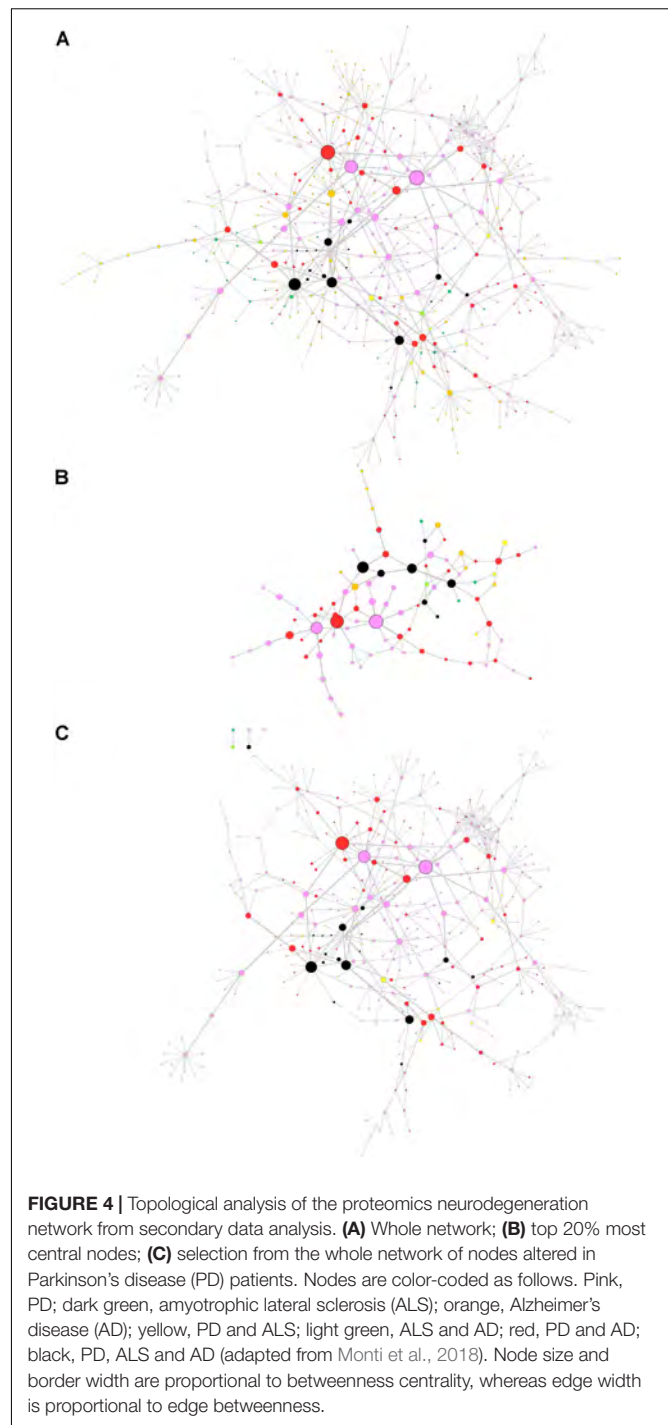 A
B
C
FIGURE 4 | Topological analysis of the proteomics neurodegeneration
network from secondary data analysis. (A) Whole network; (B) top 20% most
central nodes; (C) selection from the whole network of nodes altered in
Parkinson's disease (PD) patients. Nodes are color-coded as follows. Pink,
PD; dark green, amyotrophic lateral sclerosis (ALS); orange, Alzheimer's
disease (AD); yellow, PD and ALS; light green, ALS and AD; red, PD and AD;
black, PD, ALS and AD (adapted from Monti et al., 2018). Node size and
border width are proportional to betweenness centrality, whereas edge width
is proportional to edge betweenness.